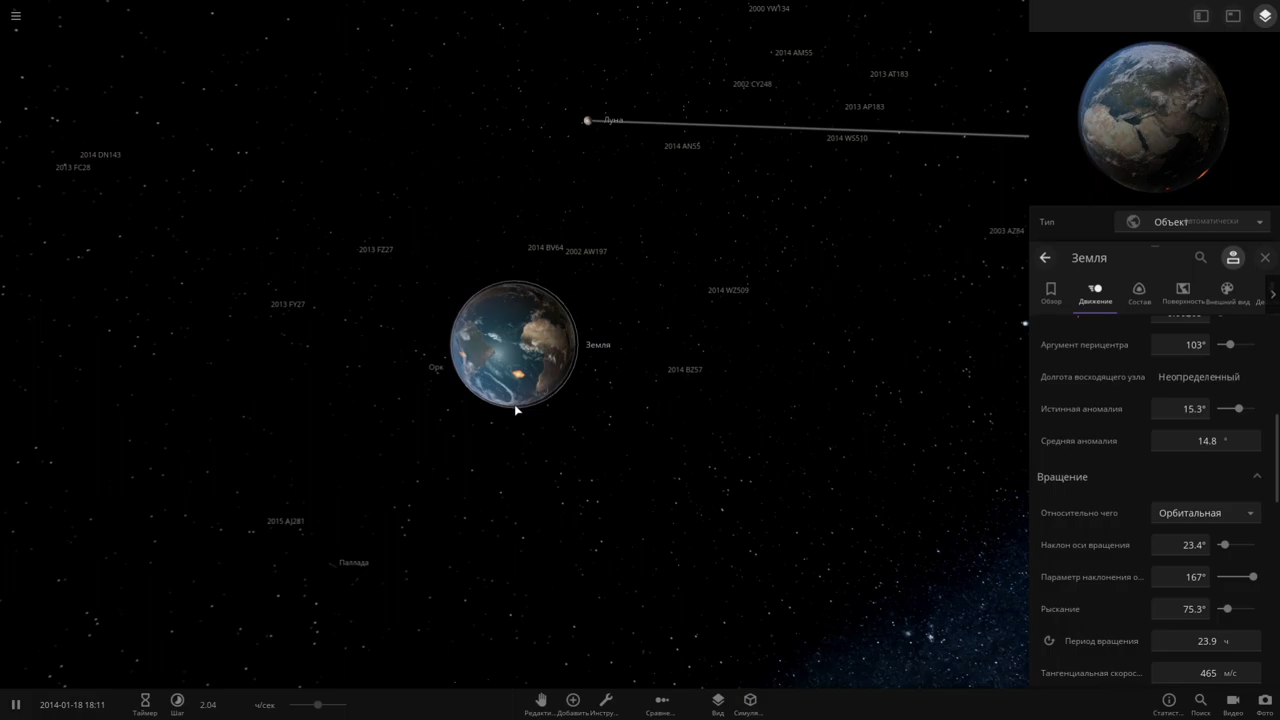 2000 YW134
2014 AM55
2013 AT183
2002 CY248
2013 AP183
Луна
2014 WS510
2014 AN55
2014 DN143
2013 FC28
2003 AZ84
2013 FZ27
2014 BV64
2002 AW197
2014 WZ509
2013 FY27
Земля
Орк
2014 BZ57
2015 AJ281
Паллада
Тип
Объект
автоматически
Земля
Обзор
Движение
Состав
Поверхность
Внешний вид
Де
Аргумент перицентра 103°
Долгота восходящего узла Неопределенный
Истинная аномалия 15.3°
Средняя аномалия 14.8 °
Вращение
Относительно чего Орбитальная
Наклон оси вращения 23.4°
Параметр наклонения о... 167°
Рыскание 75.3°
Период вращения 23.9 ч
Тангенциальная скорос... 465 м/с
2014-01-18 18:11
Таймер
Шаг
2.04
ч/сек
Редакти...
Добавить
Инстру...
Сравне...
Вид
Симуля...
Статист...
Поиск
Видео
Фото